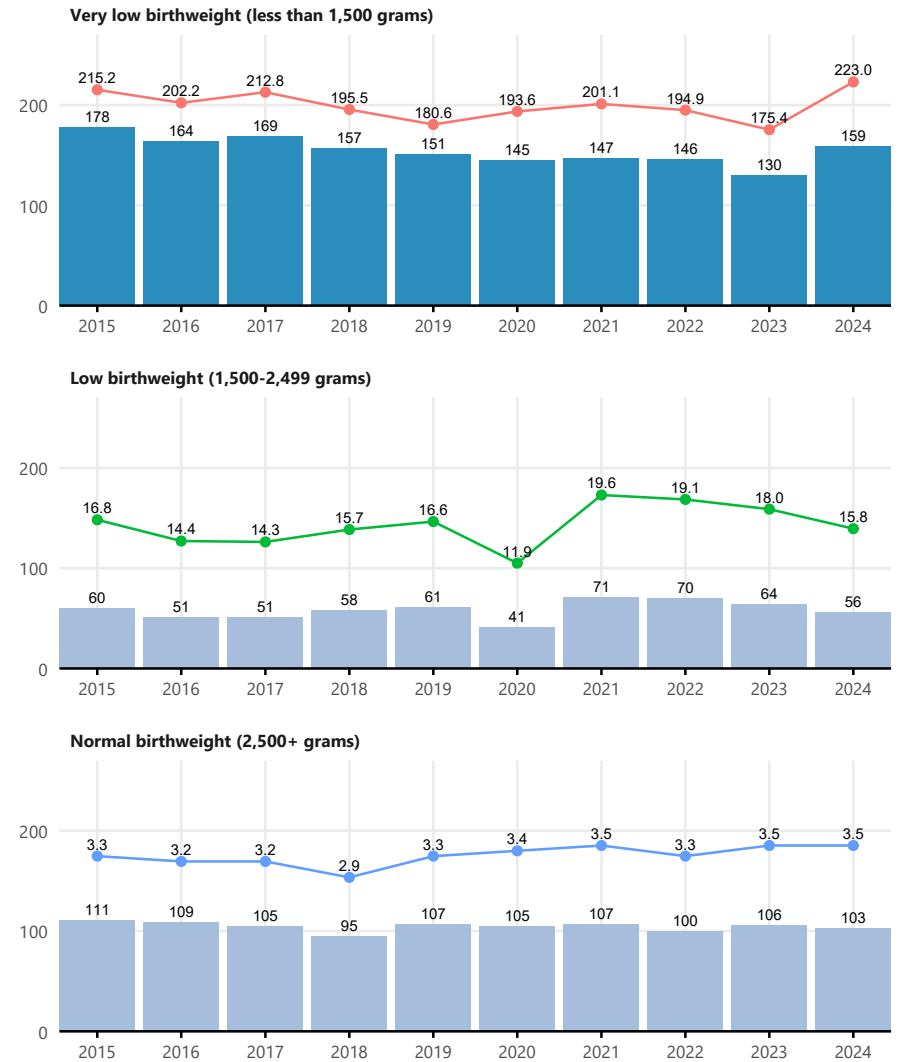 Very low birthweight (less than 1,500 grams)
215.2 202.2 212.8 195.5 180.6 193.6 201.1 194.9 175.4 223.0
200
178 164 169 157 151 145 147 146 130 159
100
0
2015 2016 2017 2018 2019 2020 2021 2022 2023 2024
Low birthweight (1,500-2,499 grams)
200
16.8 14.4 14.3 15.7 16.6 11.9 19.6 19.1 18.0 15.8
100
60 51 51 58 61 41 71 70 64 56
0
2015 2016 2017 2018 2019 2020 2021 2022 2023 2024
Normal birthweight (2,500+ grams)
200
3.3 3.2 3.2 2.9 3.3 3.4 3.5 3.3 3.5 3.5
111 109 105 95 107 105 107 100 106 103
100
0
2015 2016 2017 2018 2019 2020 2021 2022 2023 2024